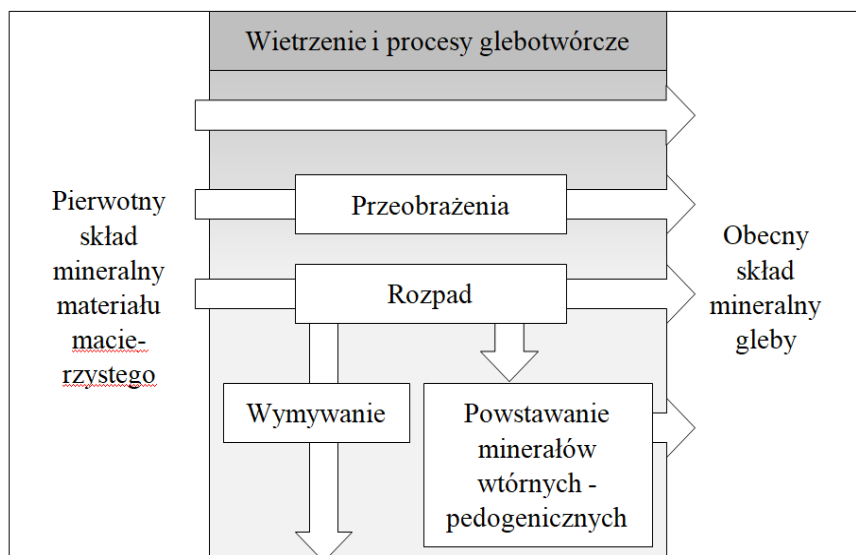 Wietrzenie i procesy glebotwórcze
Pierwotny
skład
mineralny
materiału
macie-
rzystego
Przeobrażenia
Rozpad
Wymywanie
Powstawanie
minerałów
wtórnych -
pedogenicznych
Obecny
skład
mineralny
gleby